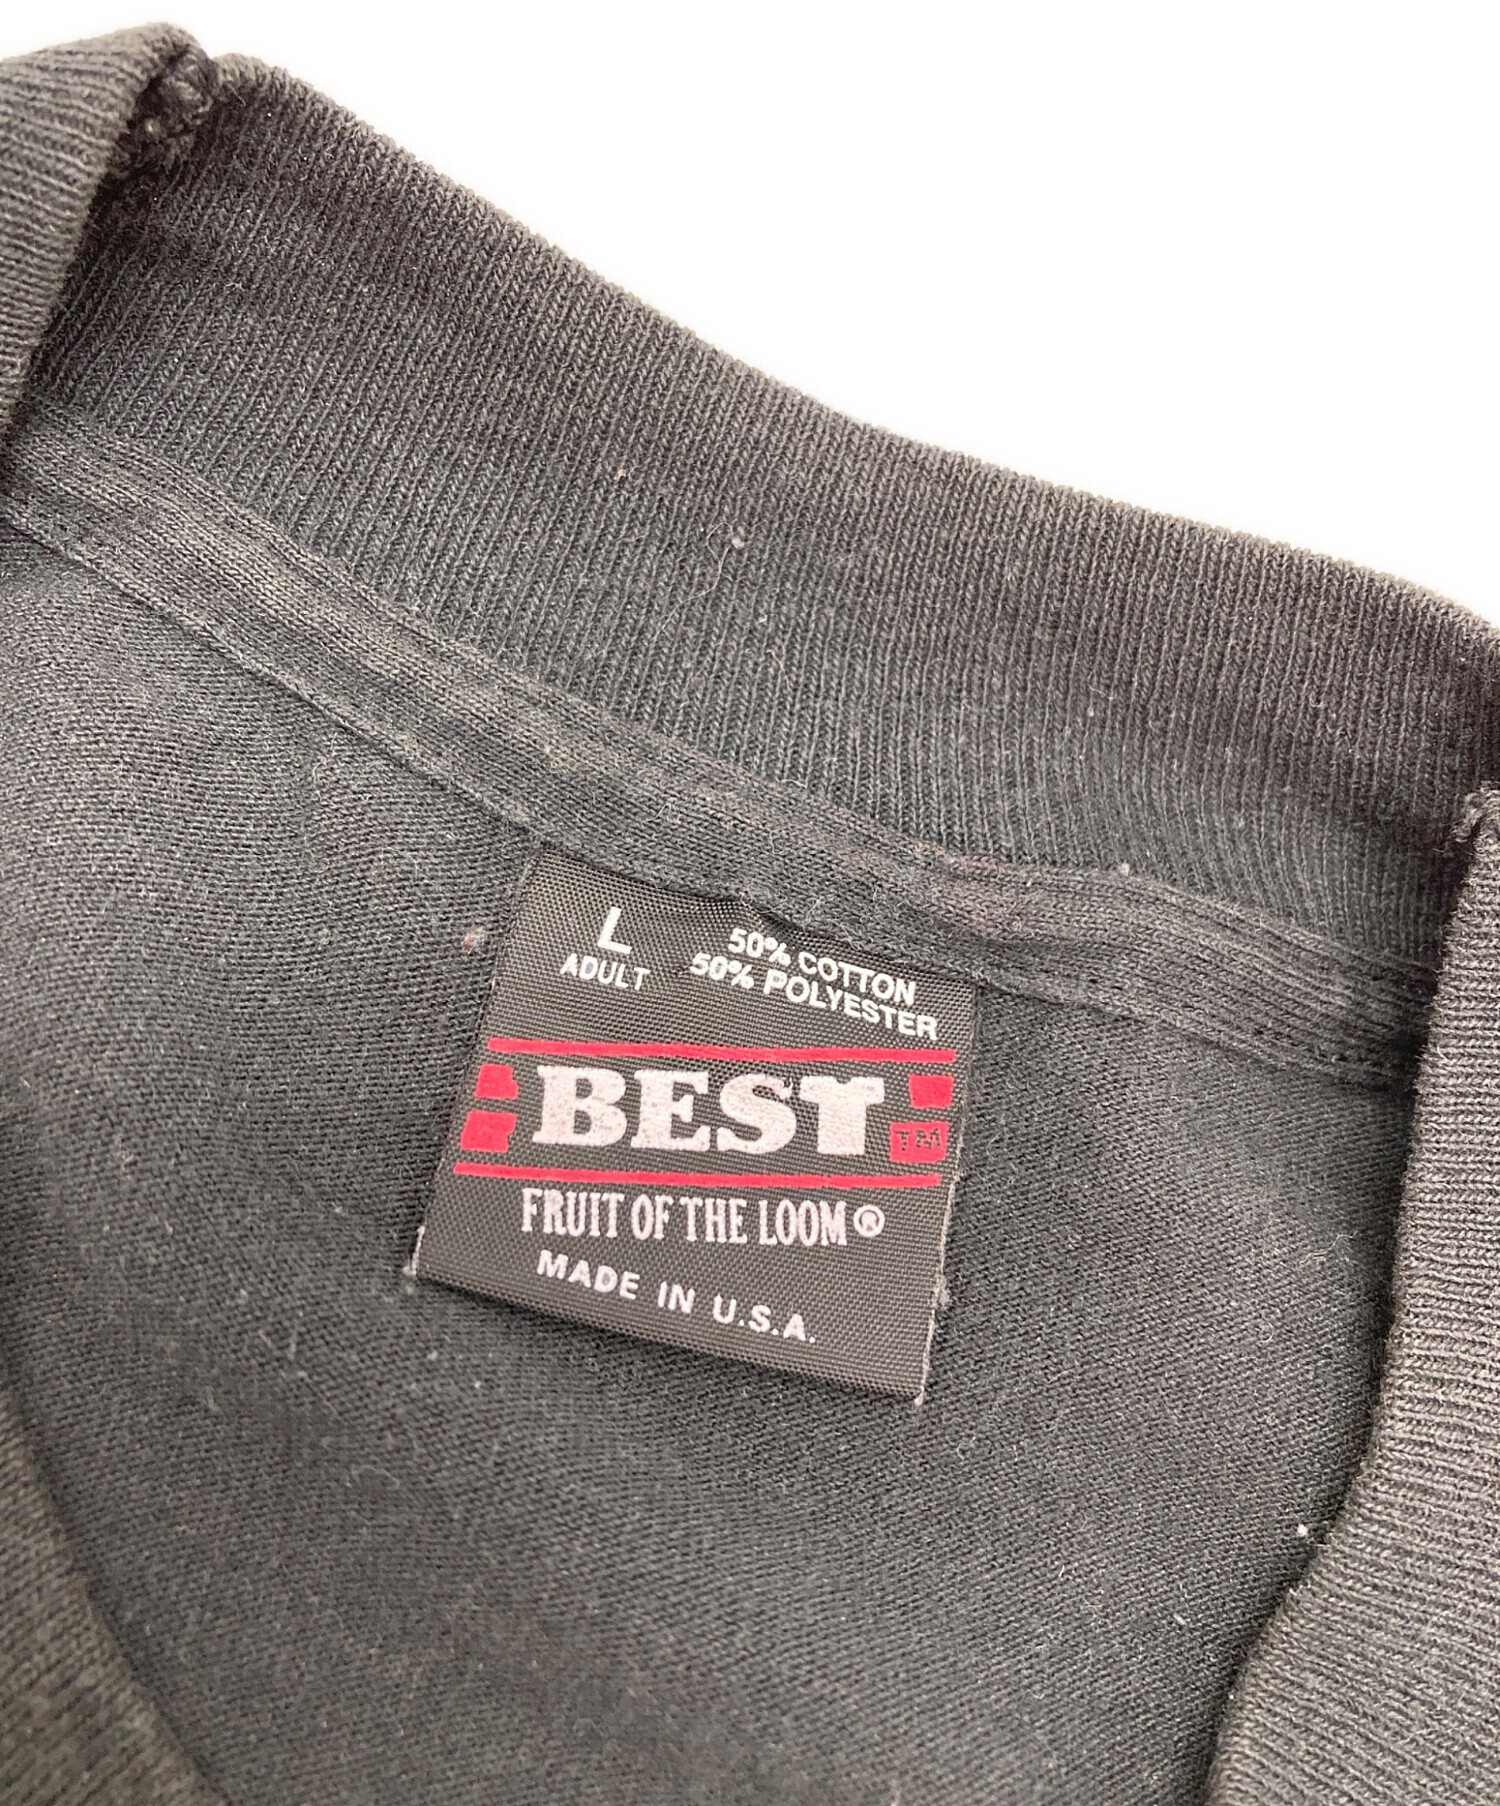 L
ADULT
50% COTTON
50% POLYESTER
BEST
TM
FRUIT OF THE LOOM®
MADE IN U.S.A.